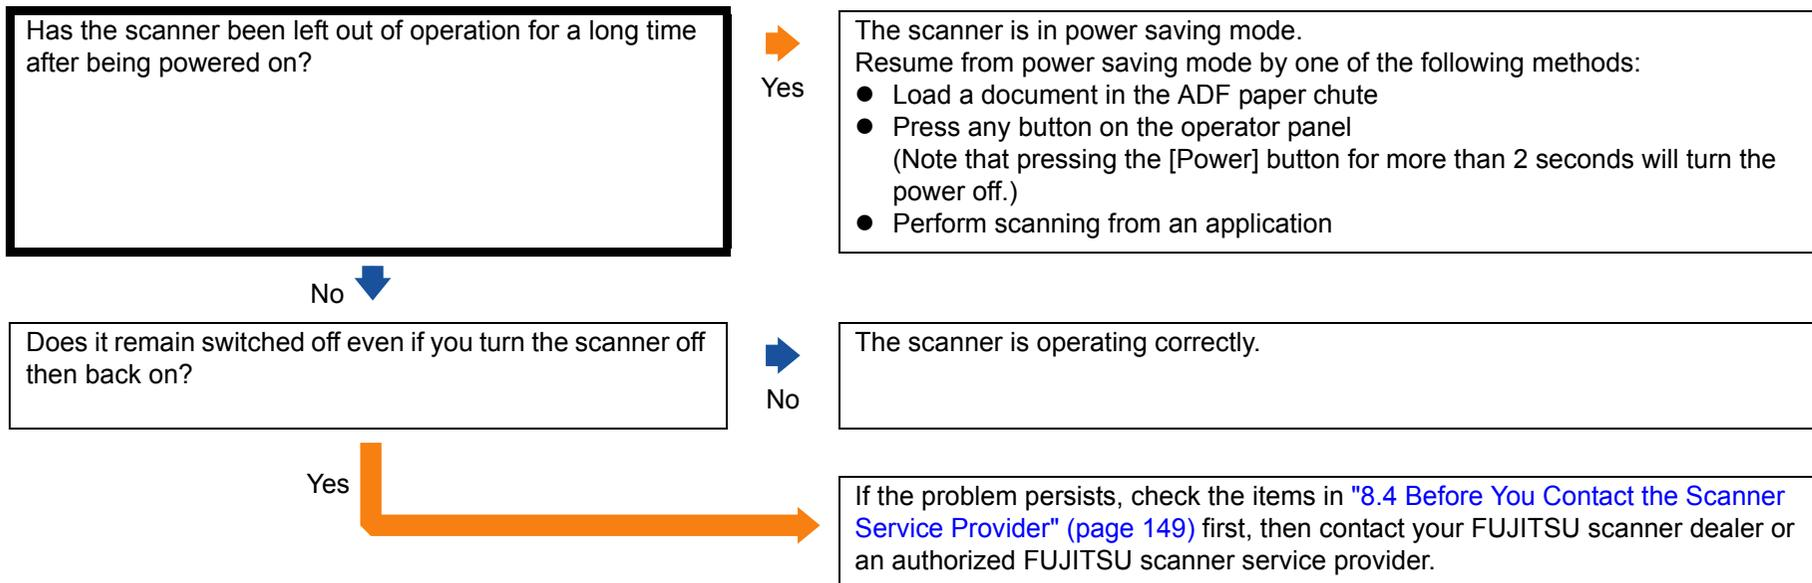 Has the scanner been left out of operation for a long time
after being powered on?
Yes
The scanner is in power saving mode.
Resume from power saving mode by one of the following methods:
● Load a document in the ADF paper chute
● Press any button on the operator panel
(Note that pressing the [Power] button for more than 2 seconds will turn the
power off.)
● Perform scanning from an application
No
Does it remain switched off even if you turn the scanner off
then back on?
No
The scanner is operating correctly.
Yes
If the problem persists, check the items in "8.4 Before You Contact the Scanner
Service Provider" (page 149) first, then contact your FUJITSU scanner dealer or
an authorized FUJITSU scanner service provider.